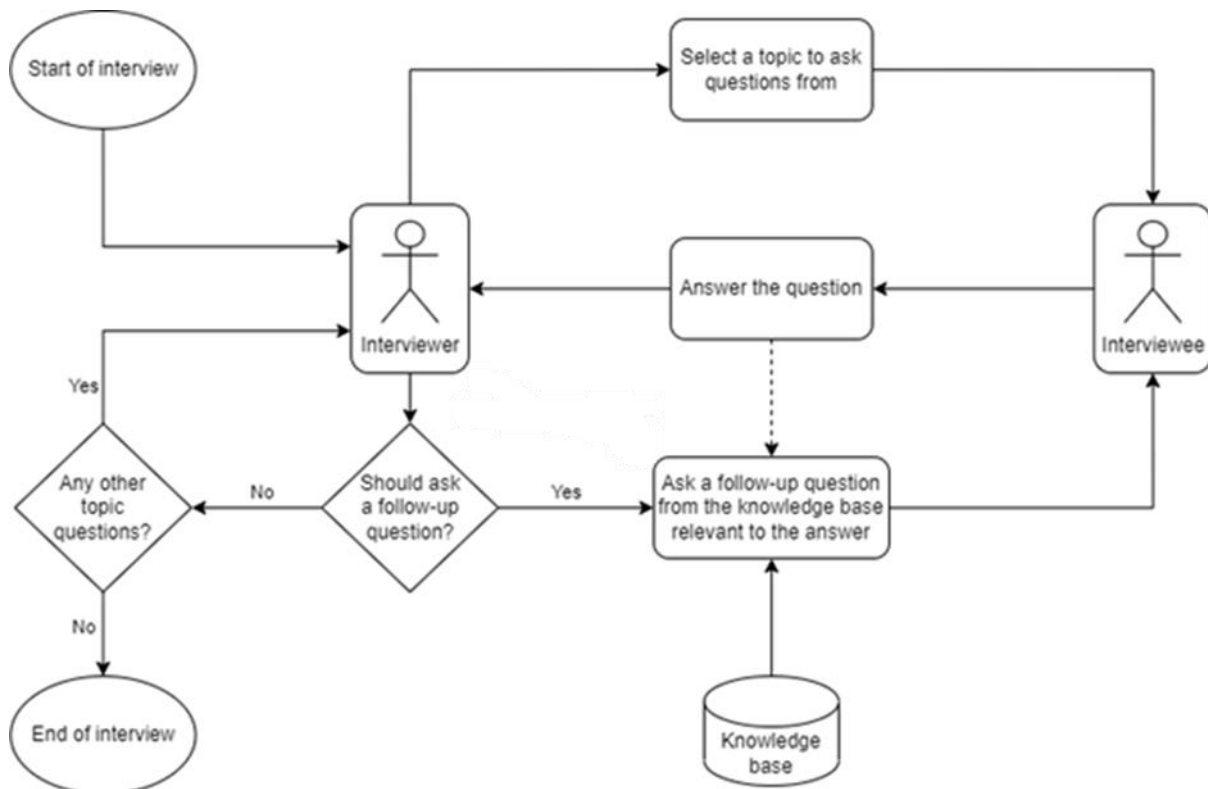 Start of interview
Select a topic to ask
questions from
Interviewer
Answer the question
Interviewee
Yes
Any other
topic
questions?
No
Should ask
a follow-up
question?
Yes
Ask a follow-up question
from the knowledge base
relevant to the answer
No
End of interview
Knowledge
base